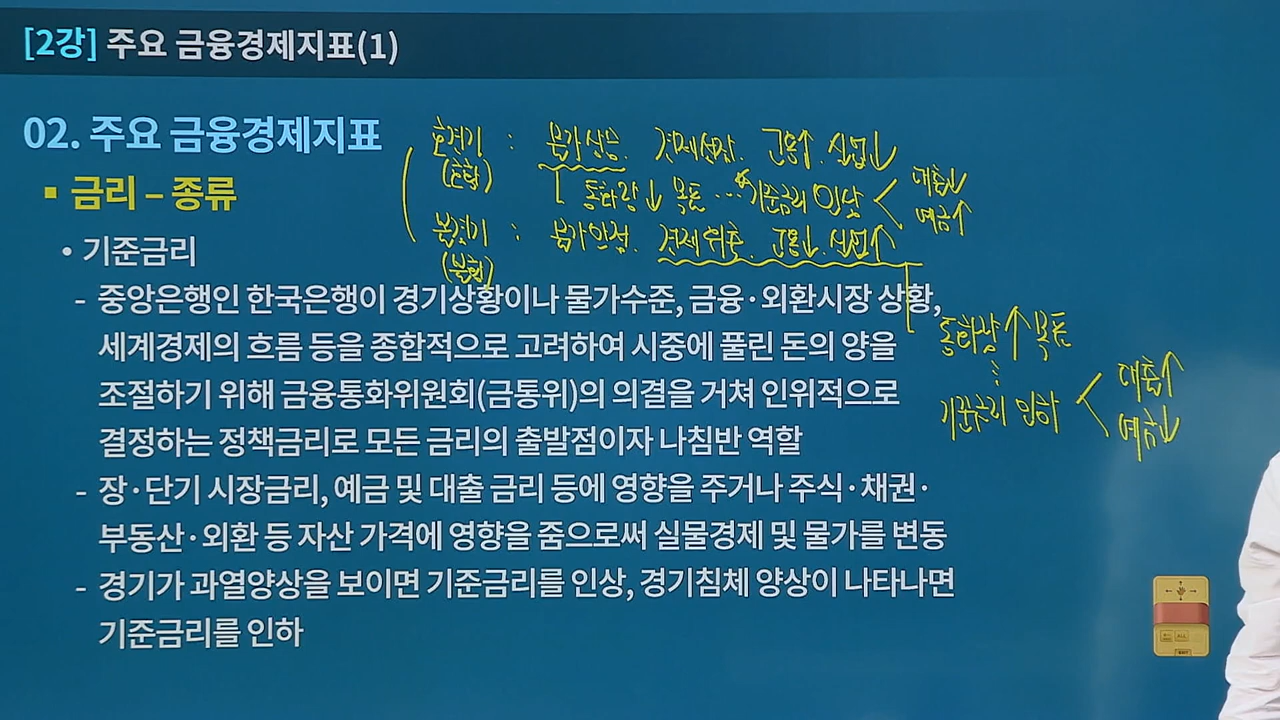 [2강] 주요 금융경제지표(1)
02. 주요 금융경제지표
호경기 : 물가상승. 경제성장. 고용↑. 실업↓
(호황)
통화량↓ 목표 … 기준금리 인상 < 대출↓
예금↑
불경기 : 물가안정. 경제위축. 고용↓. 실업↑
(불황)
통화량↑ 목표
기준금리 인하 < 대출↑
예금↓
▪ 금리 – 종류
• 기준금리
- 중앙은행인 한국은행이 경기상황이나 물가수준, 금융·외환시장 상황,
세계경제의 흐름 등을 종합적으로 고려하여 시중에 풀린 돈의 양을
조절하기 위해 금융통화위원회(금통위)의 의결을 거쳐 인위적으로
결정하는 정책금리로 모든 금리의 출발점이자 나침반 역할
- 장·단기 시장금리, 예금 및 대출 금리 등에 영향을 주거나 주식·채권·
부동산·외환 등 자산 가격에 영향을 줌으로써 실물경제 및 물가를 변동
- 경기가 과열양상을 보이면 기준금리를 인상, 경기침체 양상이 나타나면
기준금리를 인하